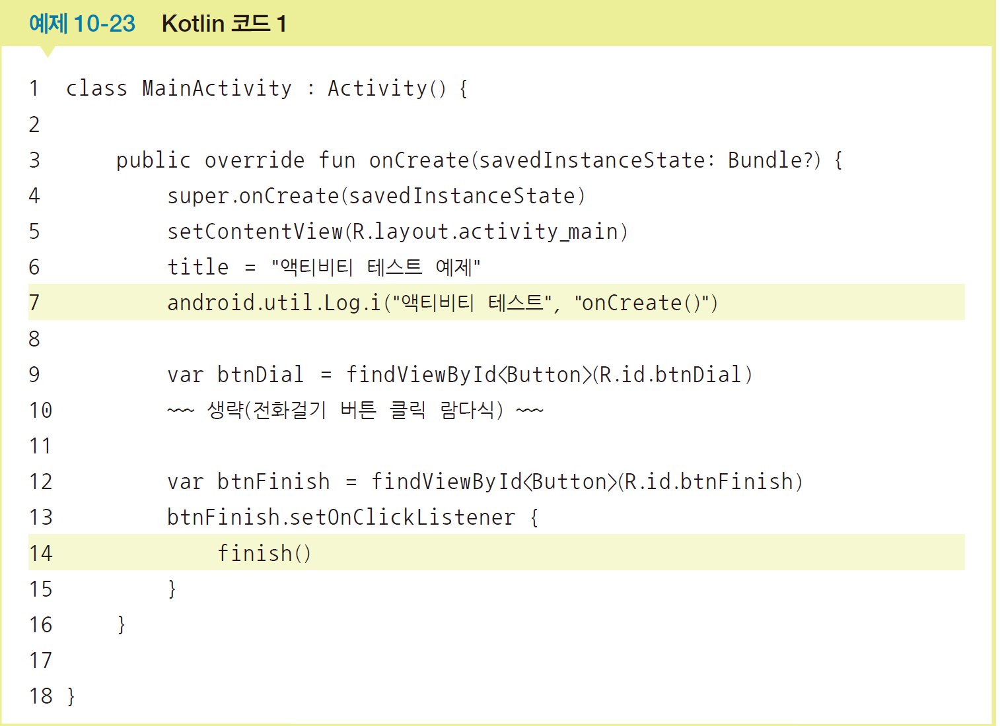 예제 10-23 Kotlin 코드 1
1 class MainActivity : Activity() {
2
3 public override fun onCreate(savedInstanceState: Bundle?) {
4 super.onCreate(savedInstanceState)
5 setContentView(R.layout.activity_main)
6 title = "액티비티 테스트 예제"
7 android.util.Log.i("액티비티 테스트", "onCreate()")
8
9 var btnDial = findViewById<Button>(R.id.btnDial)
10 ~~~ 생략(전화걸기 버튼 클릭 람다식) ~~~
11
12 var btnFinish = findViewById<Button>(R.id.btnFinish)
13 btnFinish.setOnClickListener {
14 finish()
15 }
16 }
17
18 }